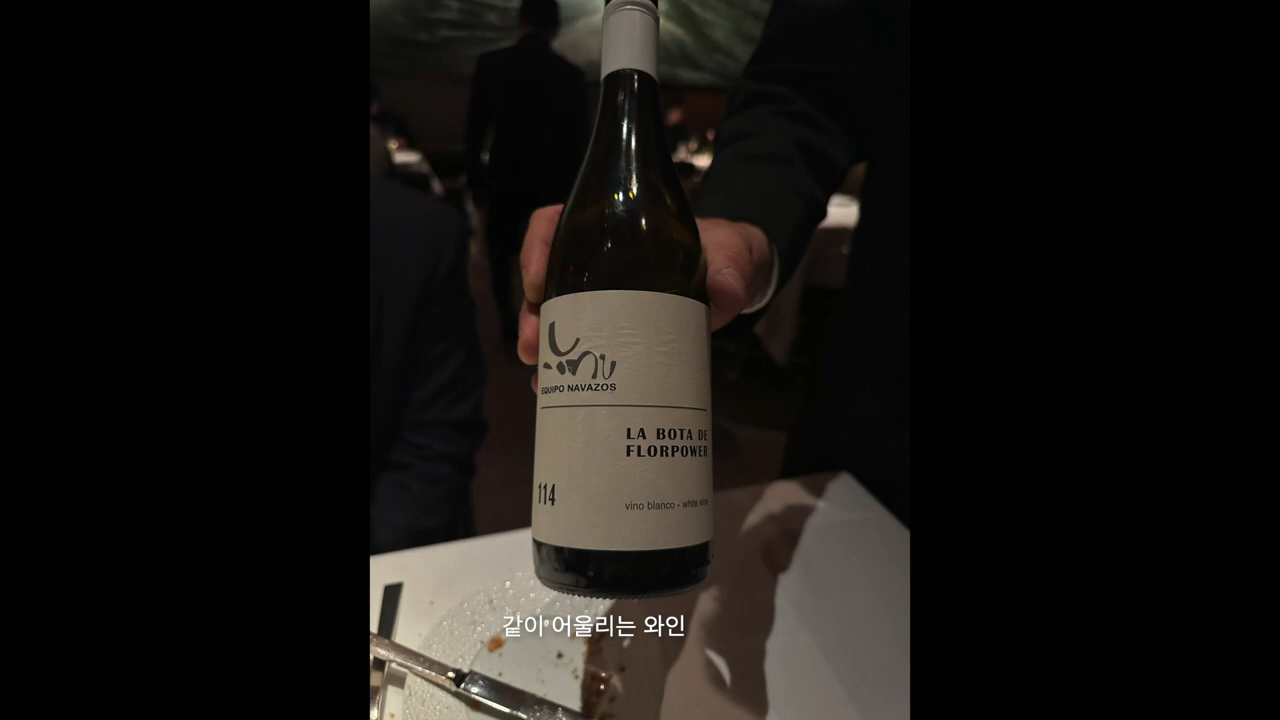 EQUIPO NAVAZOS
LA BOTA DE
FLORPOWER
114
vino blanco - white wine
같이 어울리는 와인